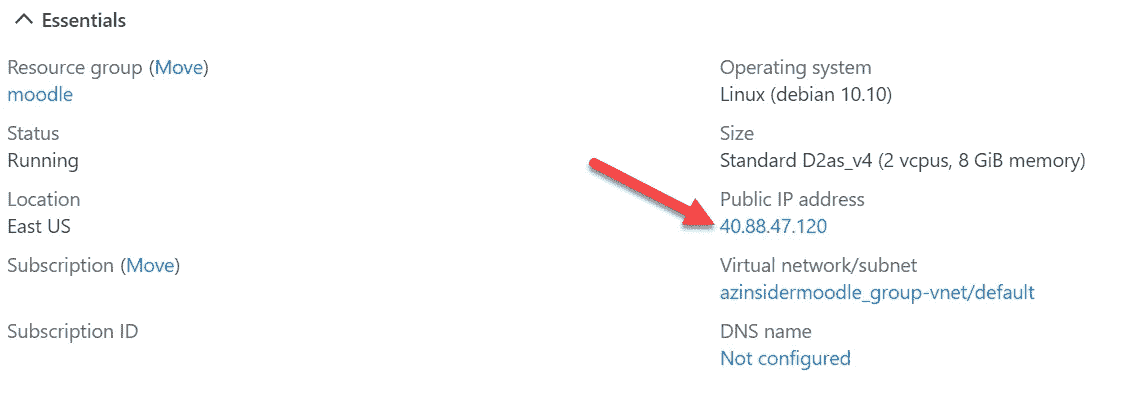 Essentials
Resource group (Move)
moodle
Status
Running
Location
East US
Subscription (Move)
Subscription ID
Operating system
Linux (debian 10.10)
Size
Standard D2as_v4 (2 vcpus, 8 GiB memory)
Public IP address
40.88.47.120
Virtual network/subnet
azinsidermoodle_group-vnet/default
DNS name
Not configured